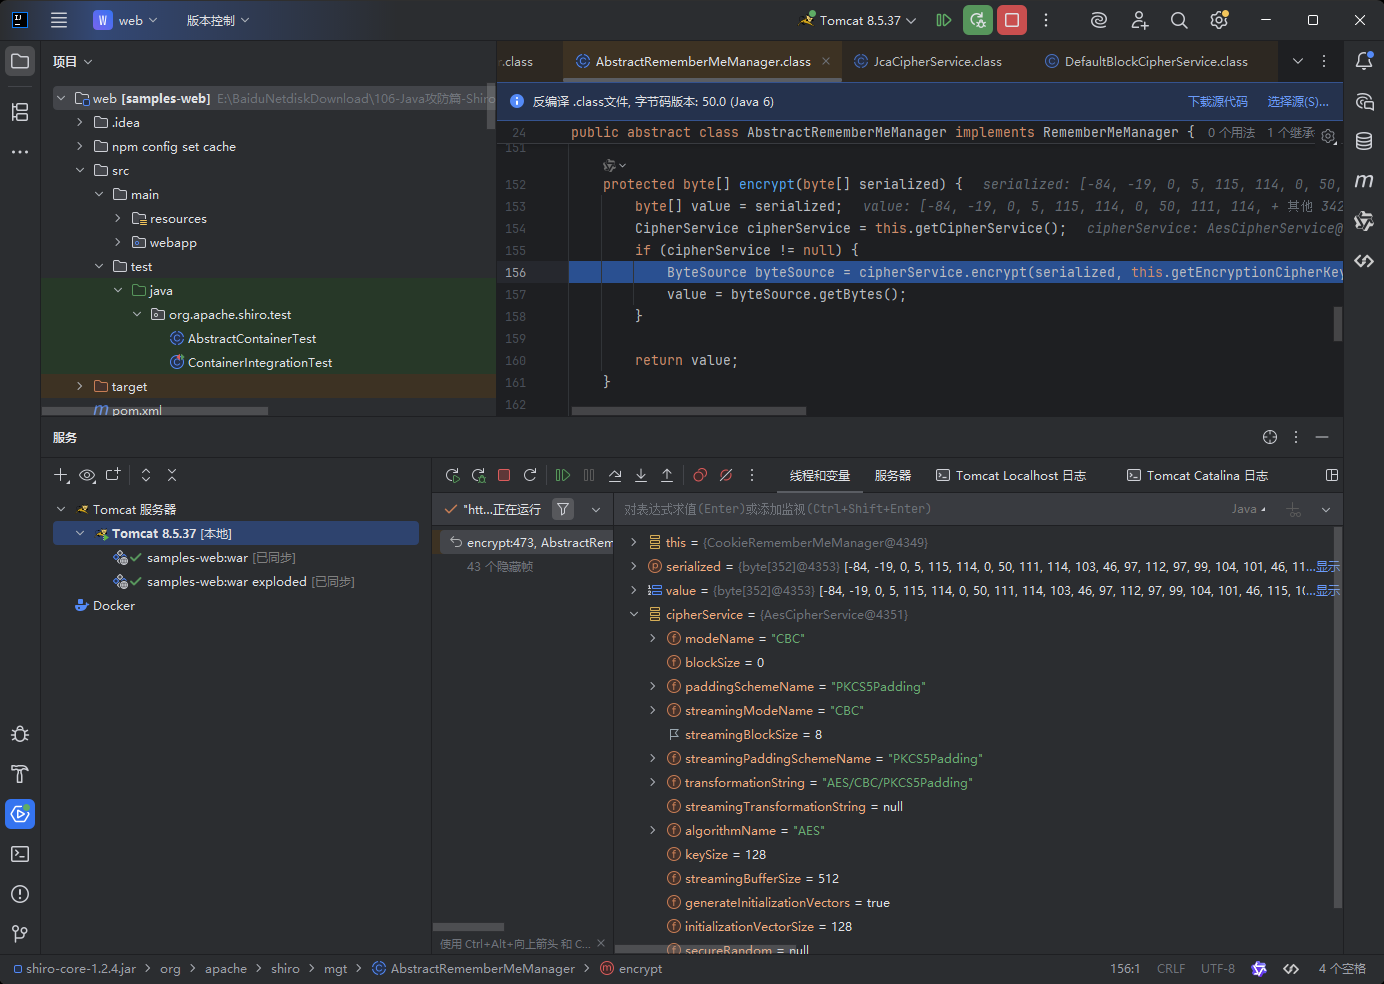 W web 版本控制 Tomcat 8.5.37
项目
web [samples-web] E:\BaiduNetdiskDownload\106-Java攻防篇-Shiro
.idea
npm config set cache
src
main
resources
webapp
test
java
org.apache.shiro.test
AbstractContainerTest
ContainerIntegrationTest
target
pom.xml
.class AbstractRememberMeManager.class JcaCipherService.class DefaultBlockCipherService.class
反编译 .class文件, 字节码版本: 50.0 (Java 6) 下载源代码 选择源(S)...
24 public abstract class AbstractRememberMeManager implements RememberMeManager { 0 个用法 1 个继承
151
152 protected byte[] encrypt(byte[] serialized) { serialized: [-84, -19, 0, 5, 115, 114, 0, 50,
153 byte[] value = serialized; value: [-84, -19, 0, 5, 115, 114, 0, 50, 111, 114, + 其他 342
154 CipherService cipherService = this.getCipherService(); cipherService: AesCipherService@
155 if (cipherService != null) {
156 ByteSource byteSource = cipherService.encrypt(serialized, this.getEncryptionCipherKey
157 value = byteSource.getBytes();
158 }
159
160 return value;
161 }
162
服务
线程和变量 服务器 Tomcat Localhost 日志 Tomcat Catalina 日志
Tomcat 服务器
Tomcat 8.5.37 [本地]
samples-web:war [已同步]
samples-web:war exploded [已同步]
Docker
"htt...正在运行
encrypt:473, AbstractRem
43 个隐藏帧
使用 Ctrl+Alt+向上箭头 和 C...
对表达式求值(Enter)或添加监视(Ctrl+Shift+Enter) Java
this = {CookieRememberMeManager@4349}
serialized = {byte[352]@4353} [-84, -19, 0, 5, 115, 114, 0, 50, 111, 114, 103, 46, 97, 112, 97, 99, 104, 101, 46, 11...显示
value = {byte[352]@4353} [-84, -19, 0, 5, 115, 114, 0, 50, 111, 114, 103, 46, 97, 112, 97, 99, 104, 101, 46, 115, 10...显示
cipherService = {AesCipherService@4351}
modeName = "CBC"
blockSize = 0
paddingSchemeName = "PKCS5Padding"
streamingModeName = "CBC"
streamingBlockSize = 8
streamingPaddingSchemeName = "PKCS5Padding"
transformationString = "AES/CBC/PKCS5Padding"
streamingTransformationString = null
algorithmName = "AES"
keySize = 128
streamingBufferSize = 512
generateInitializationVectors = true
initializationVectorSize = 128
secureRandom = null
shiro-core-1.2.4.jar org apache shiro mgt AbstractRememberMeManager encrypt 156:1 CRLF UTF-8 4 个空格